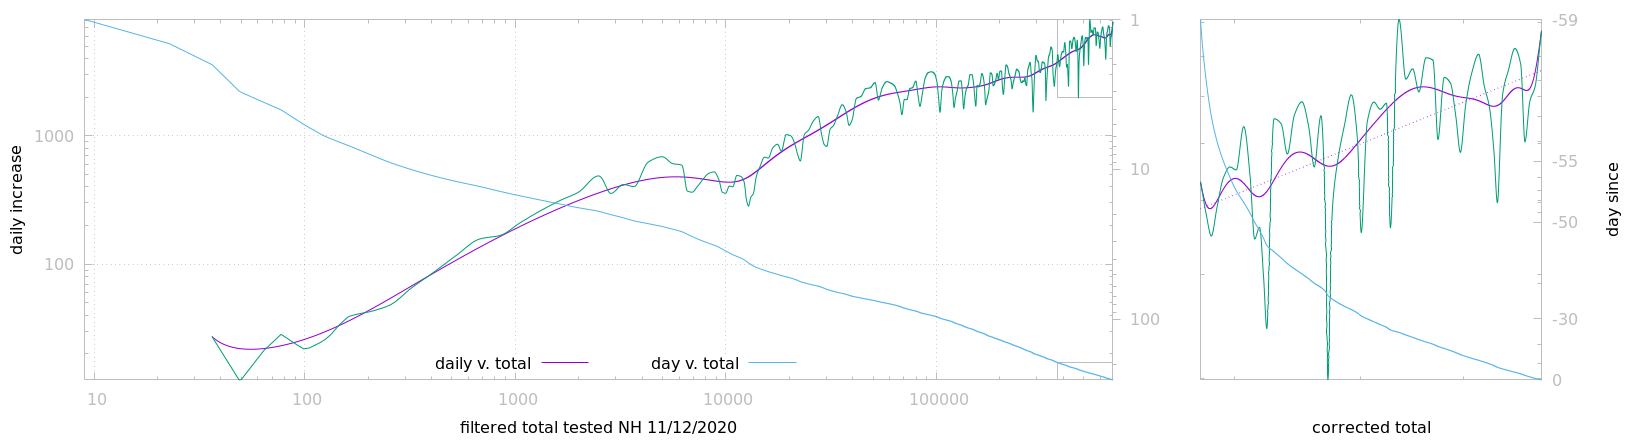 daily increase
1000
100
10
100
1000
10000
100000
daily v. total
day v. total
1
10
100
filtered total tested NH 11/12/2020
-59
-55
-50
-30
0
day since
corrected total